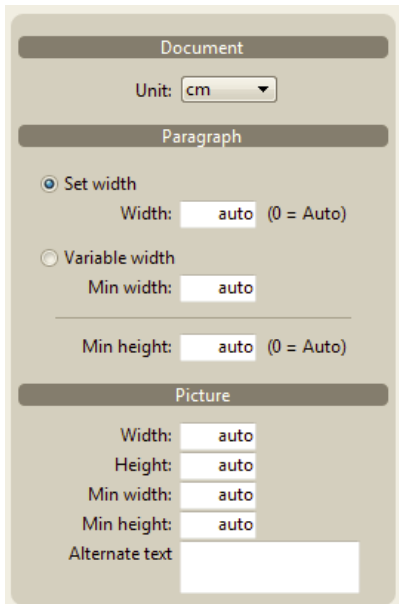 Document
Unit: cm
Paragraph
Set width
Width: auto (0 = Auto)
Variable width
Min width: auto
Min height: auto (0 = Auto)
Picture
Width: auto
Height: auto
Min width: auto
Min height: auto
Alternate text